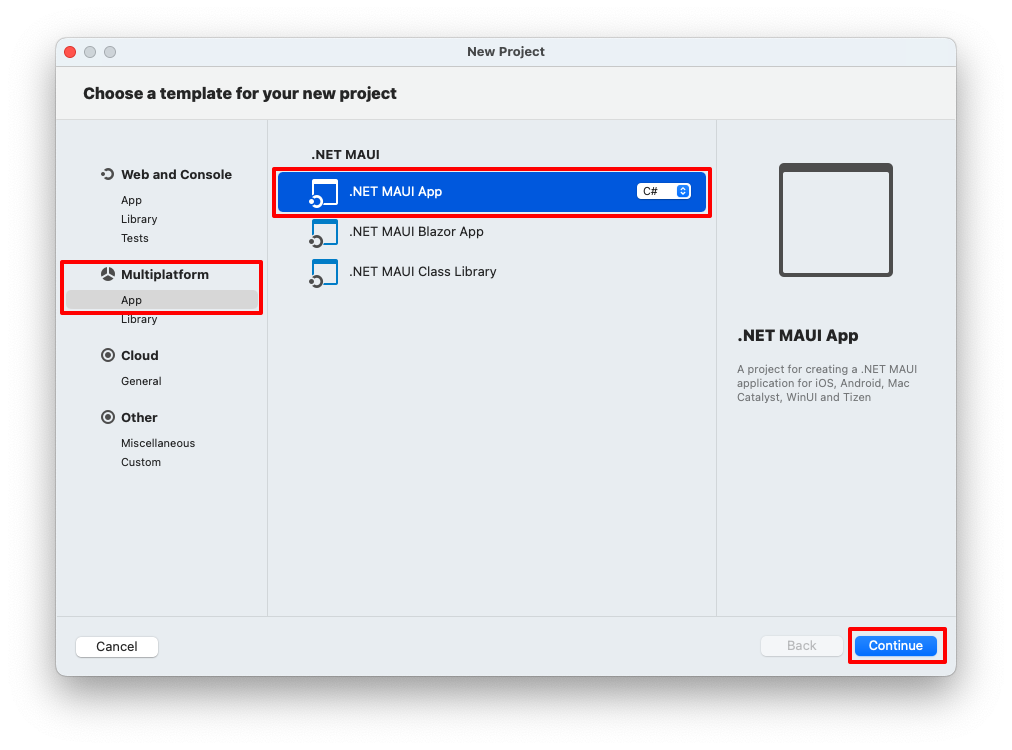 New Project
Choose a template for your new project
Web and Console
App
Library
Tests
Multiplatform
App
Library
Cloud
General
Other
Miscellaneous
Custom
.NET MAUI
.NET MAUI App
C#
.NET MAUI Blazor App
.NET MAUI Class Library
.NET MAUI App
A project for creating a .NET MAUI
application for iOS, Android, Mac
Catalyst, WinUI and Tizen
Cancel
Back
Continue